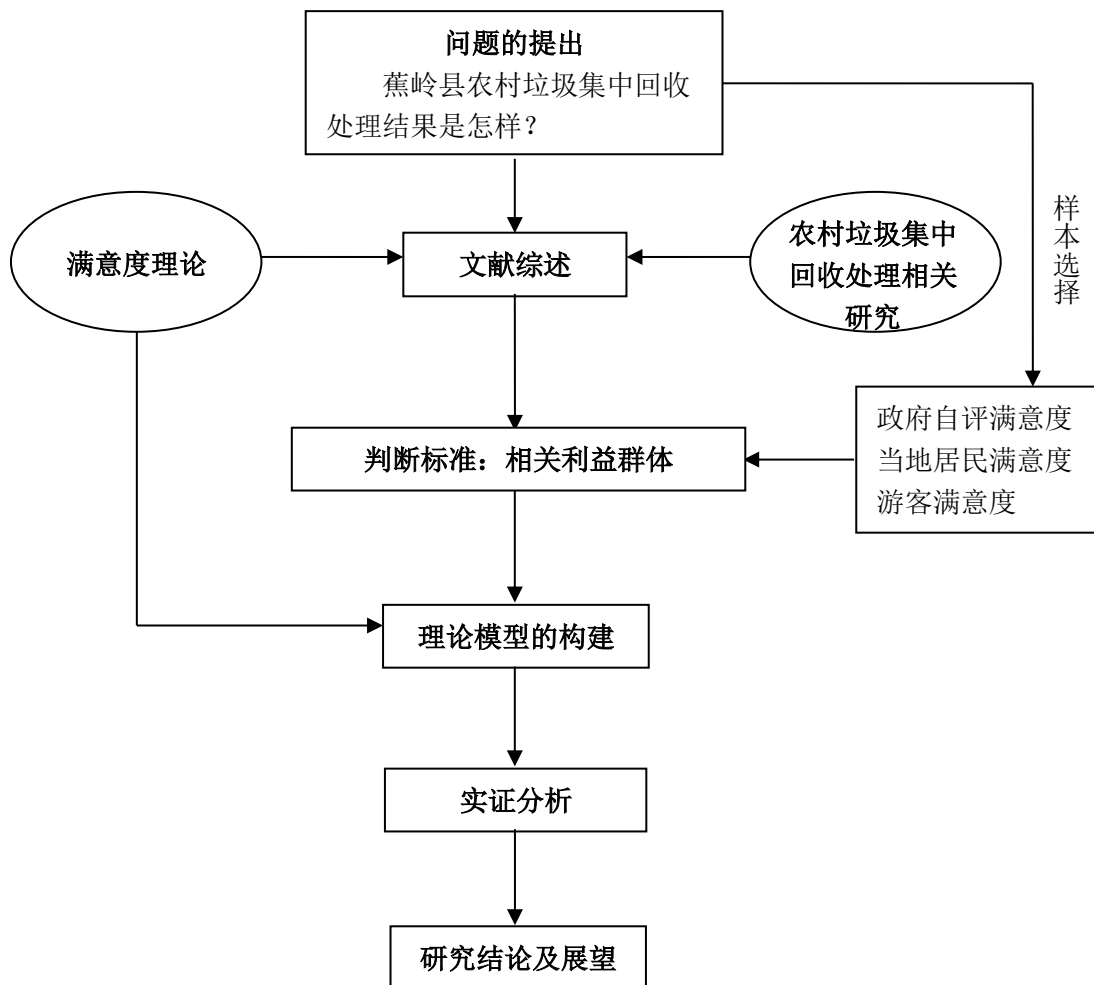 问题的提出
蕉岭县农村垃圾集中回收
处理结果是怎样？
样本选择
满意度理论
文献综述
农村垃圾集中
回收处理相关
研究
政府自评满意度
当地居民满意度
游客满意度
判断标准：相关利益群体
理论模型的构建
实证分析
研究结论及展望